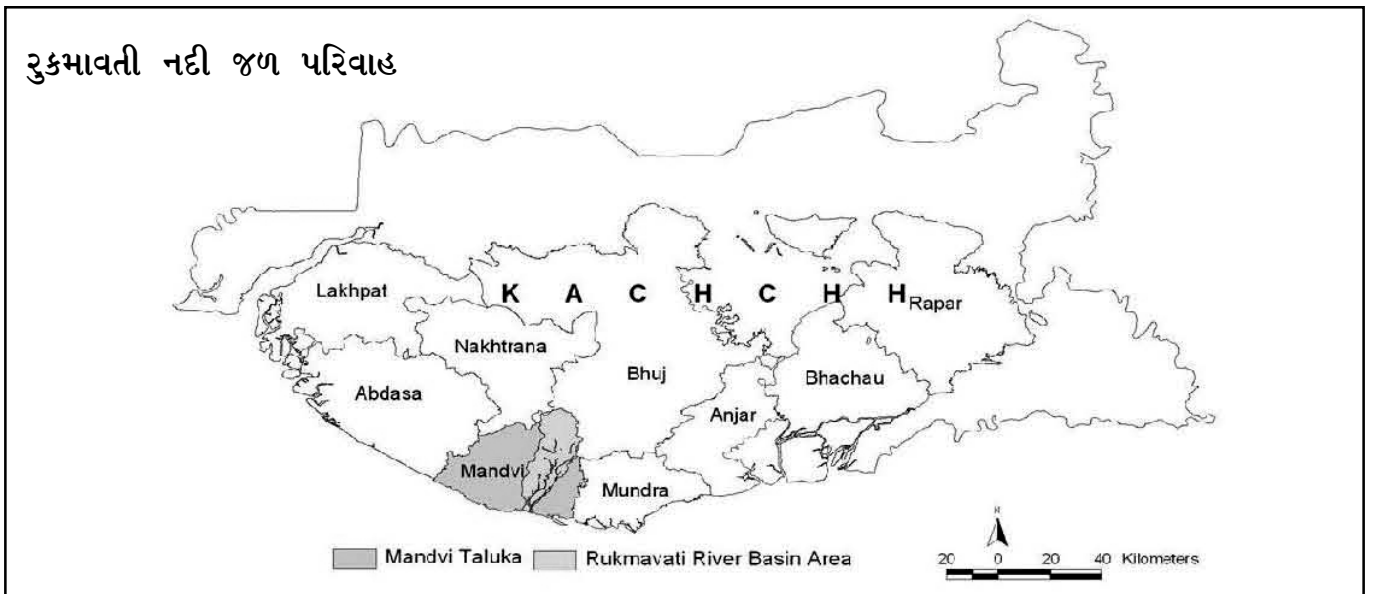 રુકમાવતી નદી જળ પરિવાહ
Lakhpat
K A C H C H H
Rapar
Nakhtrana
Bhuj
Bhachau
Abdasa
Anjar
Mandvi
Mundra
N
Mandvi Taluka
Rukmavati River Basin Area
20 0 20 40 Kilometers